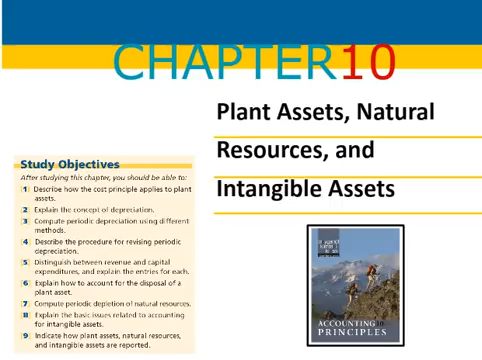 CHAPTER10
Plant Assets, Natural
Resources, and
Intangible Assets
Study Objectives
After studying this chapter, you should be able to:
[1] Describe how the cost principle applies to plant
assets.
[2] Explain the concept of depreciation.
[3] Compute periodic depreciation using different
methods.
[4] Describe the procedure for revising periodic
depreciation.
[5] Distinguish between revenue and capital
expenditures, and explain the entries for each.
[6] Explain how to account for the disposal of a
plant asset.
[7] Compute periodic depletion of natural resources.
[8] Explain the basic issues related to accounting
for intangible assets.
[9] Indicate how plant assets, natural resources,
and intangible assets are reported.
ACCOUNTING
PRINCIPLES